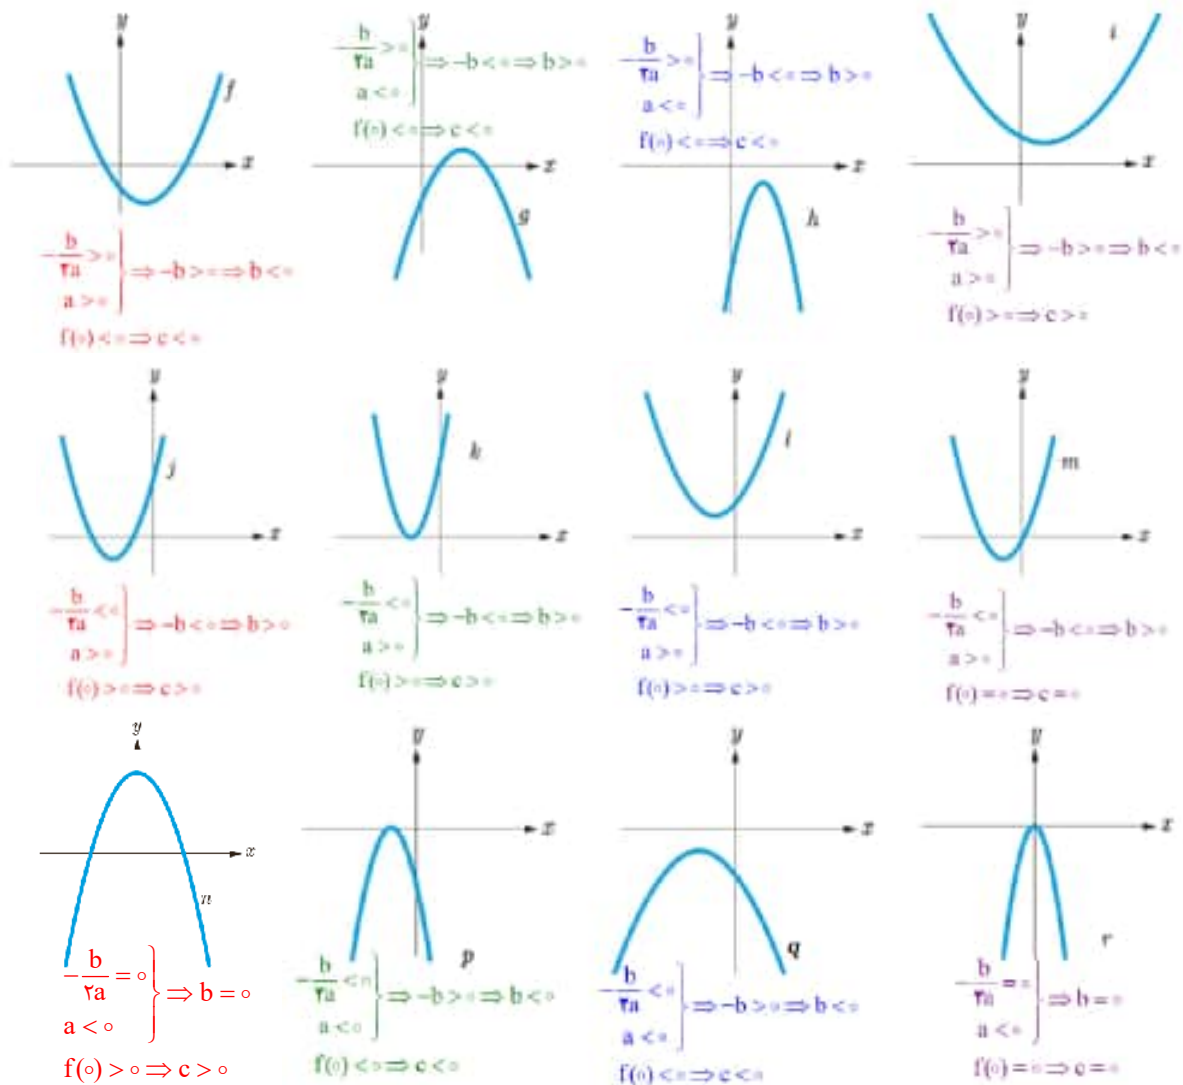 y
f
x
-b/۲a > ∘
a > ∘
} ⇒ -b > ∘ ⇒ b < ∘
f(∘) < ∘ ⇒ c < ∘
y
-b/۲a > ∘
a < ∘
} ⇒ -b < ∘ ⇒ b > ∘
f(∘) < ∘ ⇒ c < ∘
x
g
y
-b/۲a > ∘
a < ∘
} ⇒ -b < ∘ ⇒ b > ∘
f(∘) < ∘ ⇒ c < ∘
x
h
y
i
x
-b/۲a > ∘
a > ∘
} ⇒ -b > ∘ ⇒ b < ∘
f(∘) > ∘ ⇒ c > ∘
y
j
x
-b/۲a < ∘
a > ∘
} ⇒ -b < ∘ ⇒ b > ∘
f(∘) > ∘ ⇒ c > ∘
y
k
x
-b/۲a < ∘
a > ∘
} ⇒ -b < ∘ ⇒ b > ∘
f(∘) > ∘ ⇒ c > ∘
y
l
x
-b/۲a < ∘
a > ∘
} ⇒ -b < ∘ ⇒ b > ∘
f(∘) > ∘ ⇒ c > ∘
y
m
x
-b/۲a < ∘
a > ∘
} ⇒ -b < ∘ ⇒ b > ∘
f(∘) = ∘ ⇒ c = ∘
y
x
n
-b/۲a = ∘
a < ∘
} ⇒ b = ∘
f(∘) > ∘ ⇒ c > ∘
y
x
p
-b/۲a < ∘
a < ∘
} ⇒ -b > ∘ ⇒ b < ∘
f(∘) < ∘ ⇒ c < ∘
y
x
q
-b/۲a < ∘
a < ∘
} ⇒ -b > ∘ ⇒ b < ∘
f(∘) < ∘ ⇒ c < ∘
y
x
r
-b/۲a = ∘
a < ∘
} ⇒ b = ∘
f(∘) = ∘ ⇒ c = ∘